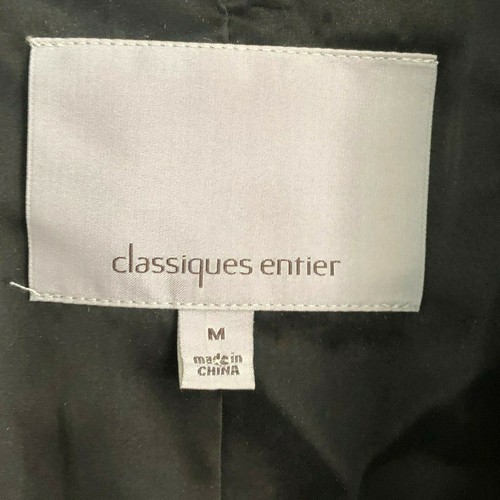 classiques entier
M
made in
CHINA